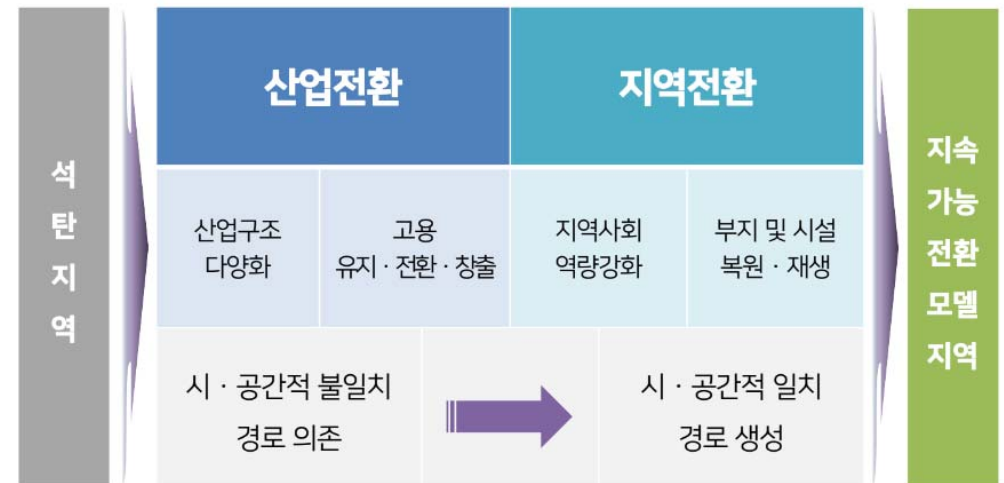 석
탄
지
역
산업전환
지역전환
산업구조
다양화
고용
유지 · 전환 · 창출
지역사회
역량강화
부지 및 시설
복원 · 재생
시 · 공간적 불일치
경로 의존
시 · 공간적 일치
경로 생성
지속
가능
전환
모델
지역